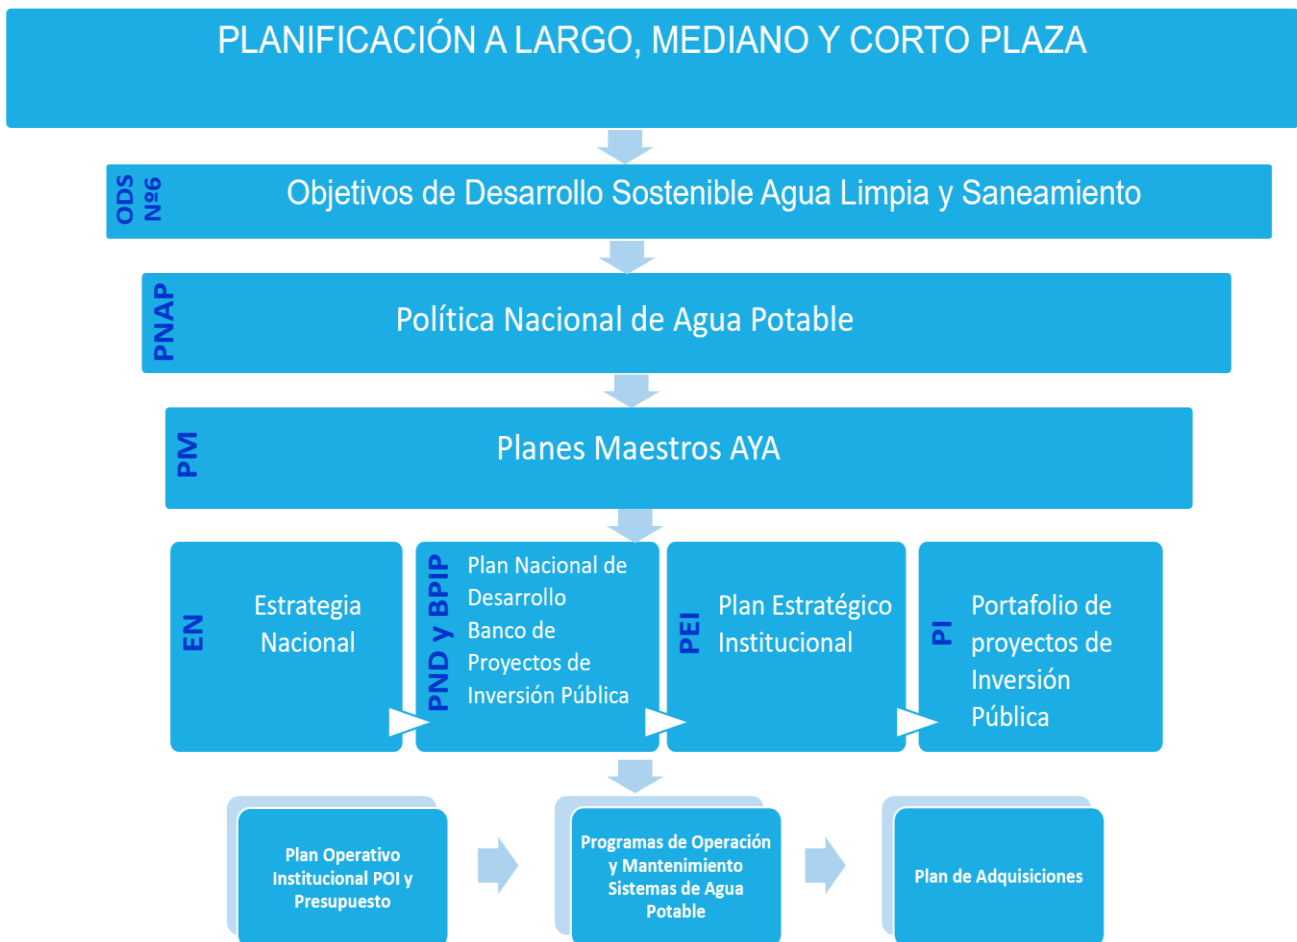 PLANIFICACIÓN A LARGO, MEDIANO Y CORTO PLAZA
ODS
Nº6
Objetivos de Desarrollo Sostenible Agua Limpia y Saneamiento
PNAP
Política Nacional de Agua Potable
PM
Planes Maestros AYA
EN
Estrategia
Nacional
PND y BPIP
Plan Nacional de
Desarrollo
Banco de
Proyectos de
Inversión Pública
PEI
Plan Estratégico
Institucional
PI
Portafolio de
proyectos de
Inversión
Pública
Plan Operativo
Institucional POI y
Presupuesto
Programas de Operación
y Mantenimiento
Sistemas de Agua
Potable
Plan de Adquisiciones